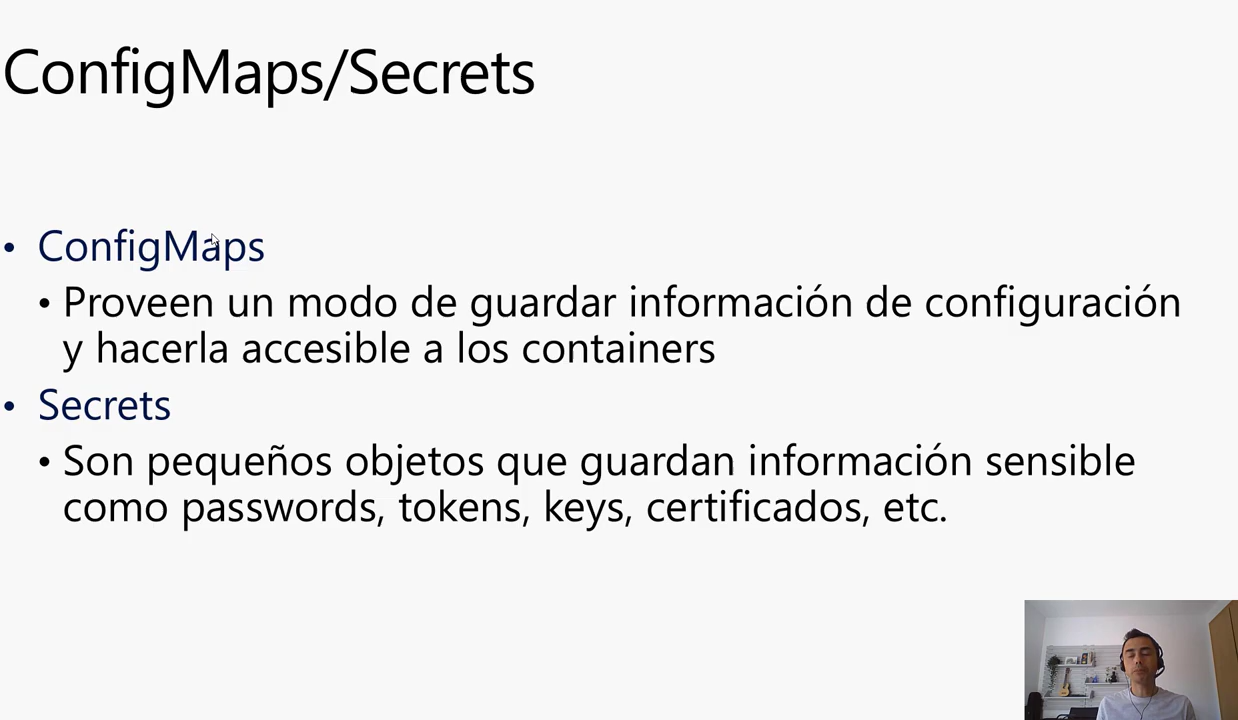 ConfigMaps/Secrets
• ConfigMaps
• Proveen un modo de guardar información de configuración
y hacerla accesible a los containers
• Secrets
• Son pequeños objetos que guardan información sensible
como passwords, tokens, keys, certificados, etc.